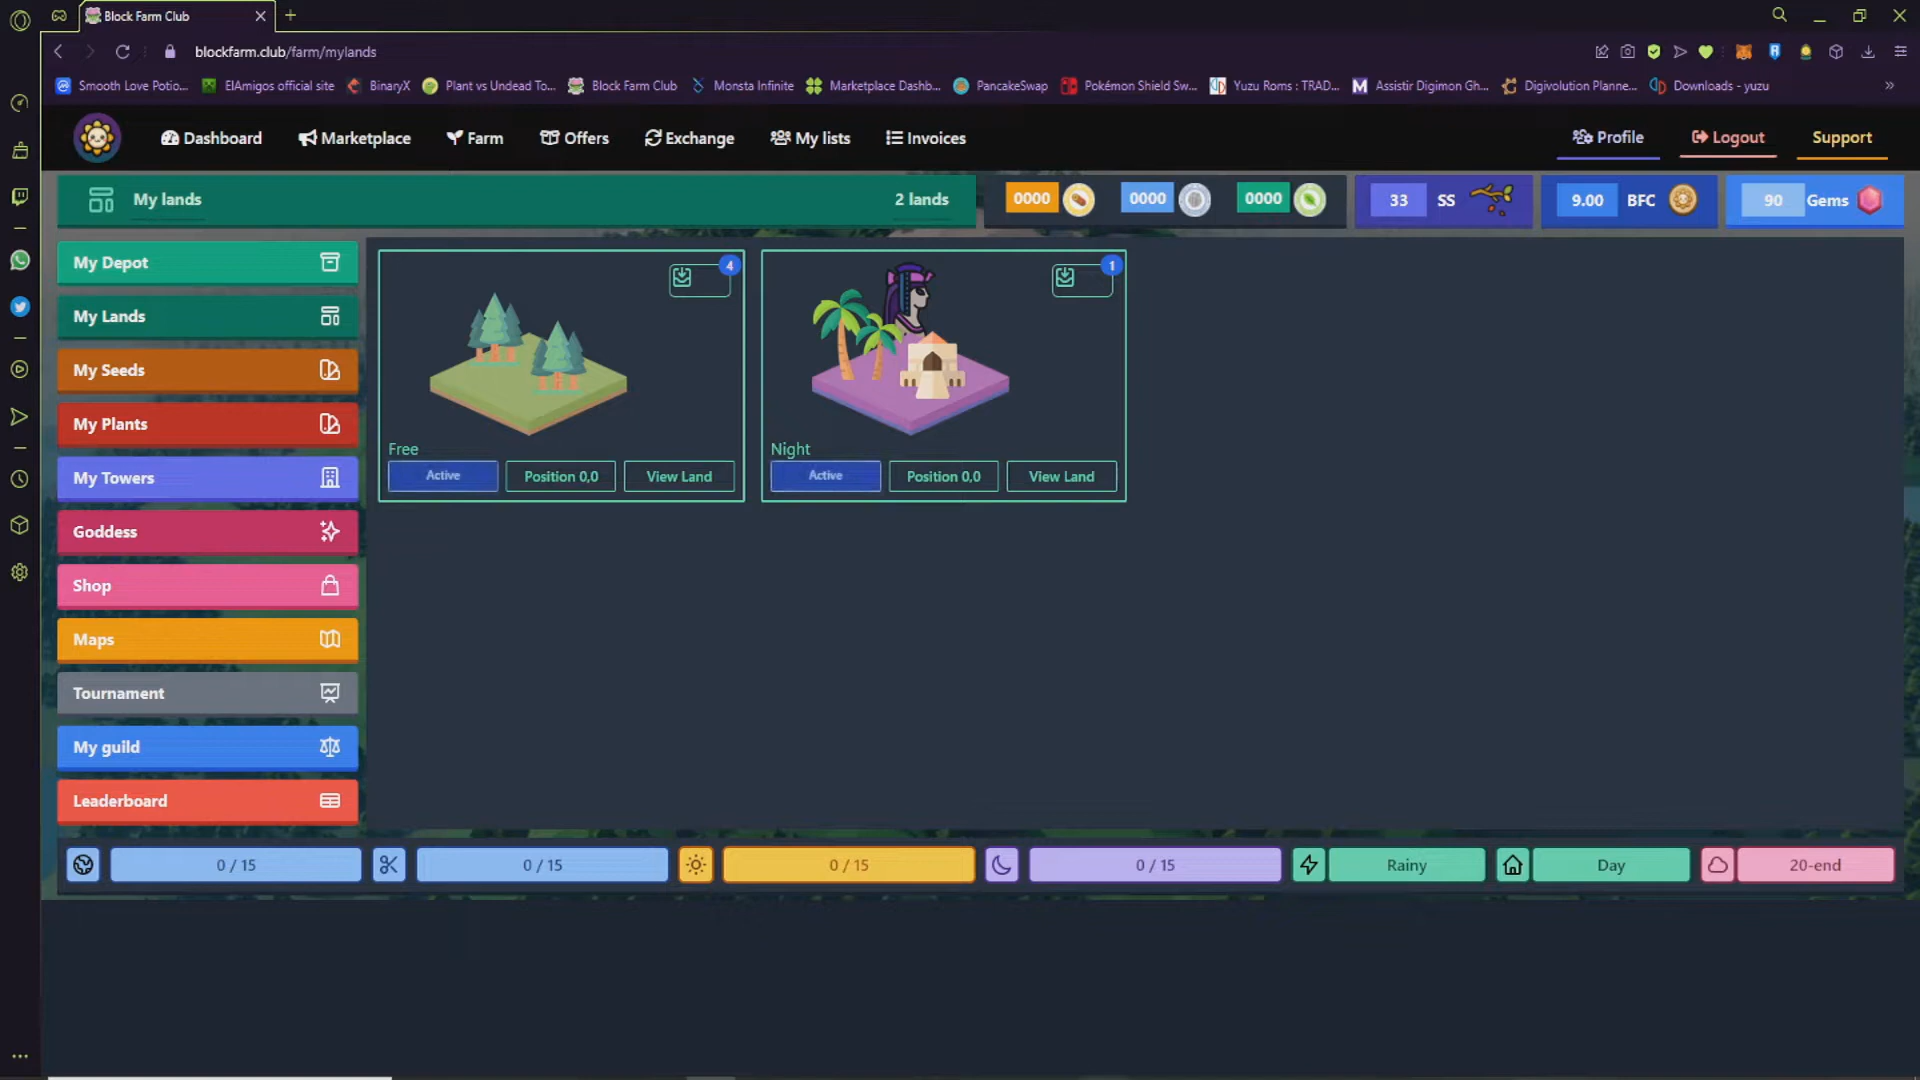 Block Farm Club
blockfarm.club/farm/mylands
Smooth Love Potio... ElAmigos official site BinaryX Plant vs Undead To... Block Farm Club Monsta Infinite Marketplace Dashb... PancakeSwap Pokémon Shield Sw... Yuzu Roms : TRAD... Assistir Digimon Gh... Digivolution Planne... Downloads - yuzu
Dashboard Marketplace Farm Offers Exchange My lists Invoices Profile Logout Support
My lands 2 lands 0000 0000 0000 33 SS 9.00 BFC 90 Gems
My Depot
My Lands
My Seeds
My Plants
My Towers
Goddess
Shop
Maps
Tournament
My guild
Leaderboard
4
Free
Active Position 0,0 View Land
1
Night
Active Position 0,0 View Land
0 / 15 0 / 15 0 / 15 0 / 15 Rainy Day 20-end